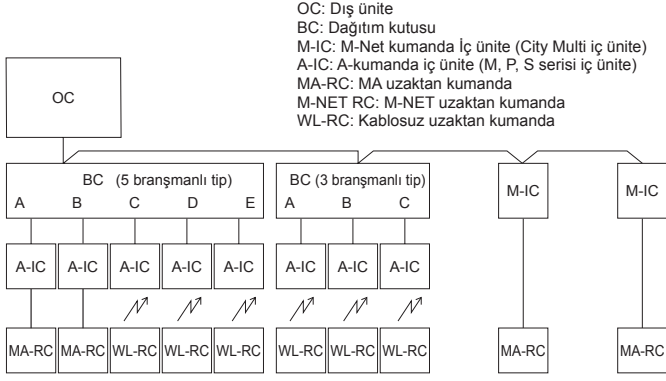 OC: Dış ünite
BC: Dağıtım kutusu
M-IC: M-Net kumanda İç ünite (City Multi iç ünite)
A-IC: A-kumanda iç ünite (M, P, S serisi iç ünite)
MA-RC: MA uzaktan kumanda
M-NET RC: M-NET uzaktan kumanda
WL-RC: Kablosuz uzaktan kumanda
OC
BC (5 branşmanlı tip) BC (3 branşmanlı tip) M-IC M-IC
A B C D E A B C
A-IC A-IC A-IC A-IC A-IC A-IC A-IC A-IC
MA-RC MA-RC WL-RC WL-RC WL-RC WL-RC WL-RC WL-RC MA-RC MA-RC